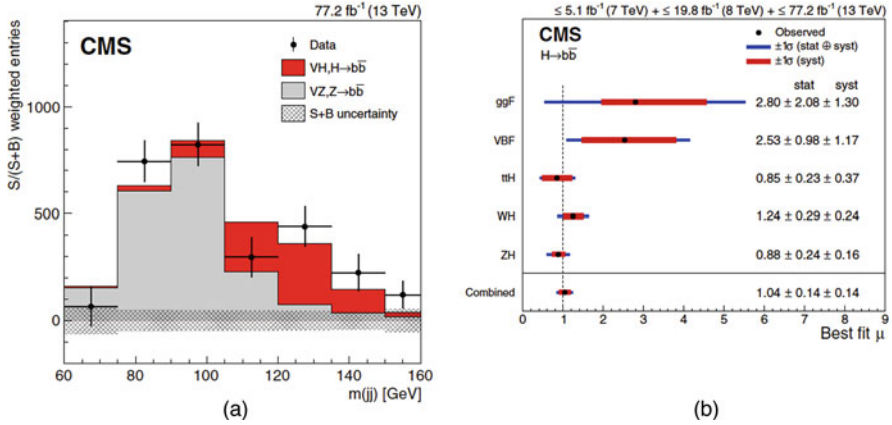 77.2 fb⁻¹ (13 TeV)
CMS
Data
VH,H→bb̄
VZ,Z→bb̄
S+B uncertainty
S/(S+B) weighted entries
1000
500
0
60 80 100 120 140 160
m(jj) [GeV]
(a)
≤ 5.1 fb⁻¹ (7 TeV) + ≤ 19.8 fb⁻¹ (8 TeV) + ≤ 77.2 fb⁻¹ (13 TeV)
CMS
H→bb̄
Observed
±1σ (stat ⊕ syst)
±1σ (syst)
stat syst
ggF 2.80 ± 2.08 ± 1.30
VBF 2.53 ± 0.98 ± 1.17
ttH 0.85 ± 0.23 ± 0.37
WH 1.24 ± 0.29 ± 0.24
ZH 0.88 ± 0.24 ± 0.16
Combined 1.04 ± 0.14 ± 0.14
0 1 2 3 4 5 6 7 8 9
Best fit μ
(b)